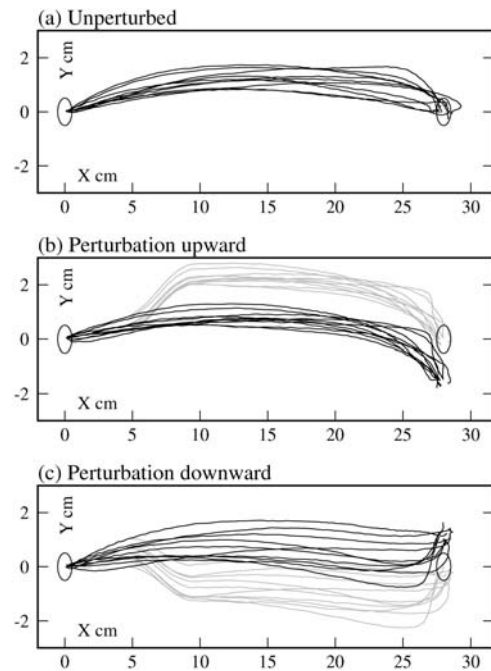 (a) Unperturbed
2
0
-2
Y cm
X cm
0 5 10 15 20 25 30
(b) Perturbation upward
2
0
-2
Y cm
X cm
0 5 10 15 20 25 30
(c) Perturbation downward
2
0
-2
Y cm
X cm
0 5 10 15 20 25 30